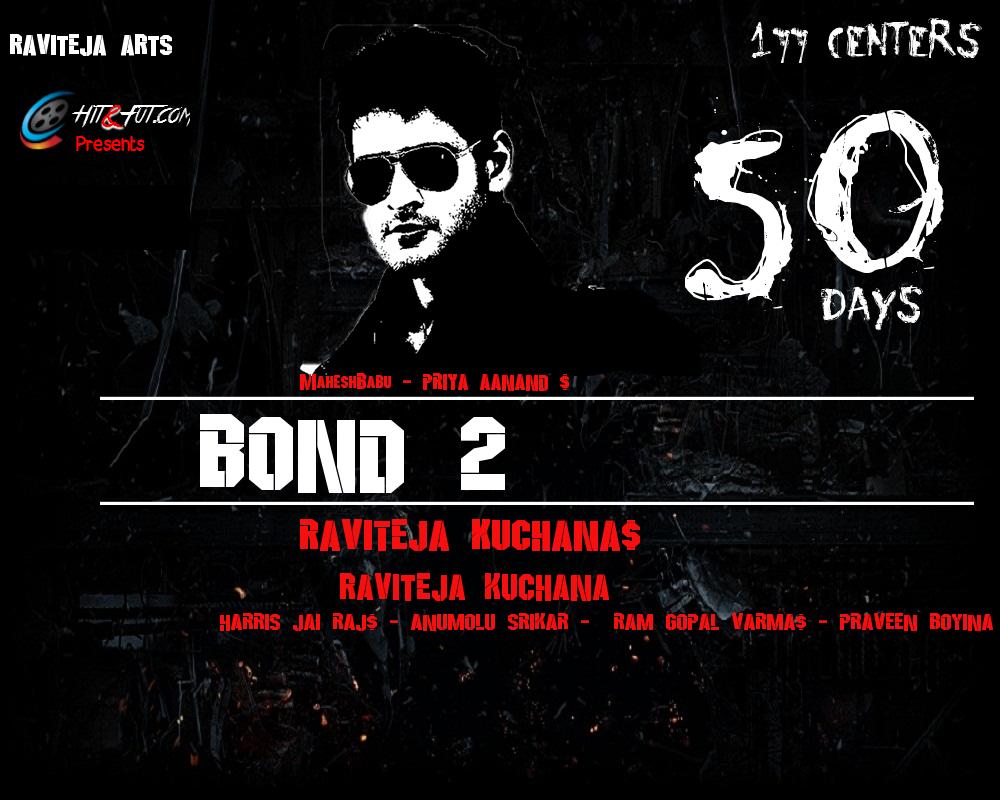 RAVITEJA ARTS
177 CENTERS
HIT&FUT.COM
Presents
50
DAYS
MAHESHBABU - PRIYA AANAND $
BOND 2
RAVITEJA KUCHANA$
RAVITEJA KUCHANA
HARRIS JAI RAJ$ - ANUMOLU SRIKAR - RAM GOPAL VARMA$ - PRAVEEN BOYINA